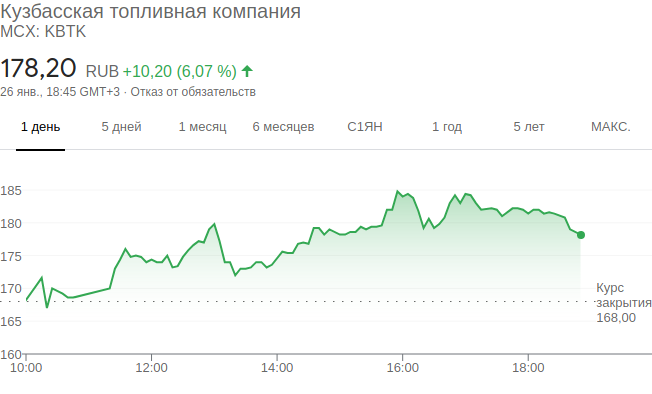 Кузбасская топливная компания
MCX: KBTK
178,20 RUB +10,20 (6,07 %)
26 янв., 18:45 GMT+3 · Отказ от обязательств
1 день 5 дней 1 месяц 6 месяцев С1ЯН 1 год 5 лет МАКС.
185
180
175
170
Курс
закрытия
168,00
165
160
10:00 12:00 14:00 16:00 18:00